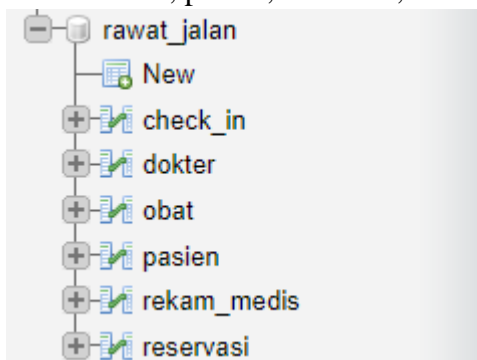 rawat_jalan
New
check_in
dokter
obat
pasien
rekam_medis
reservasi